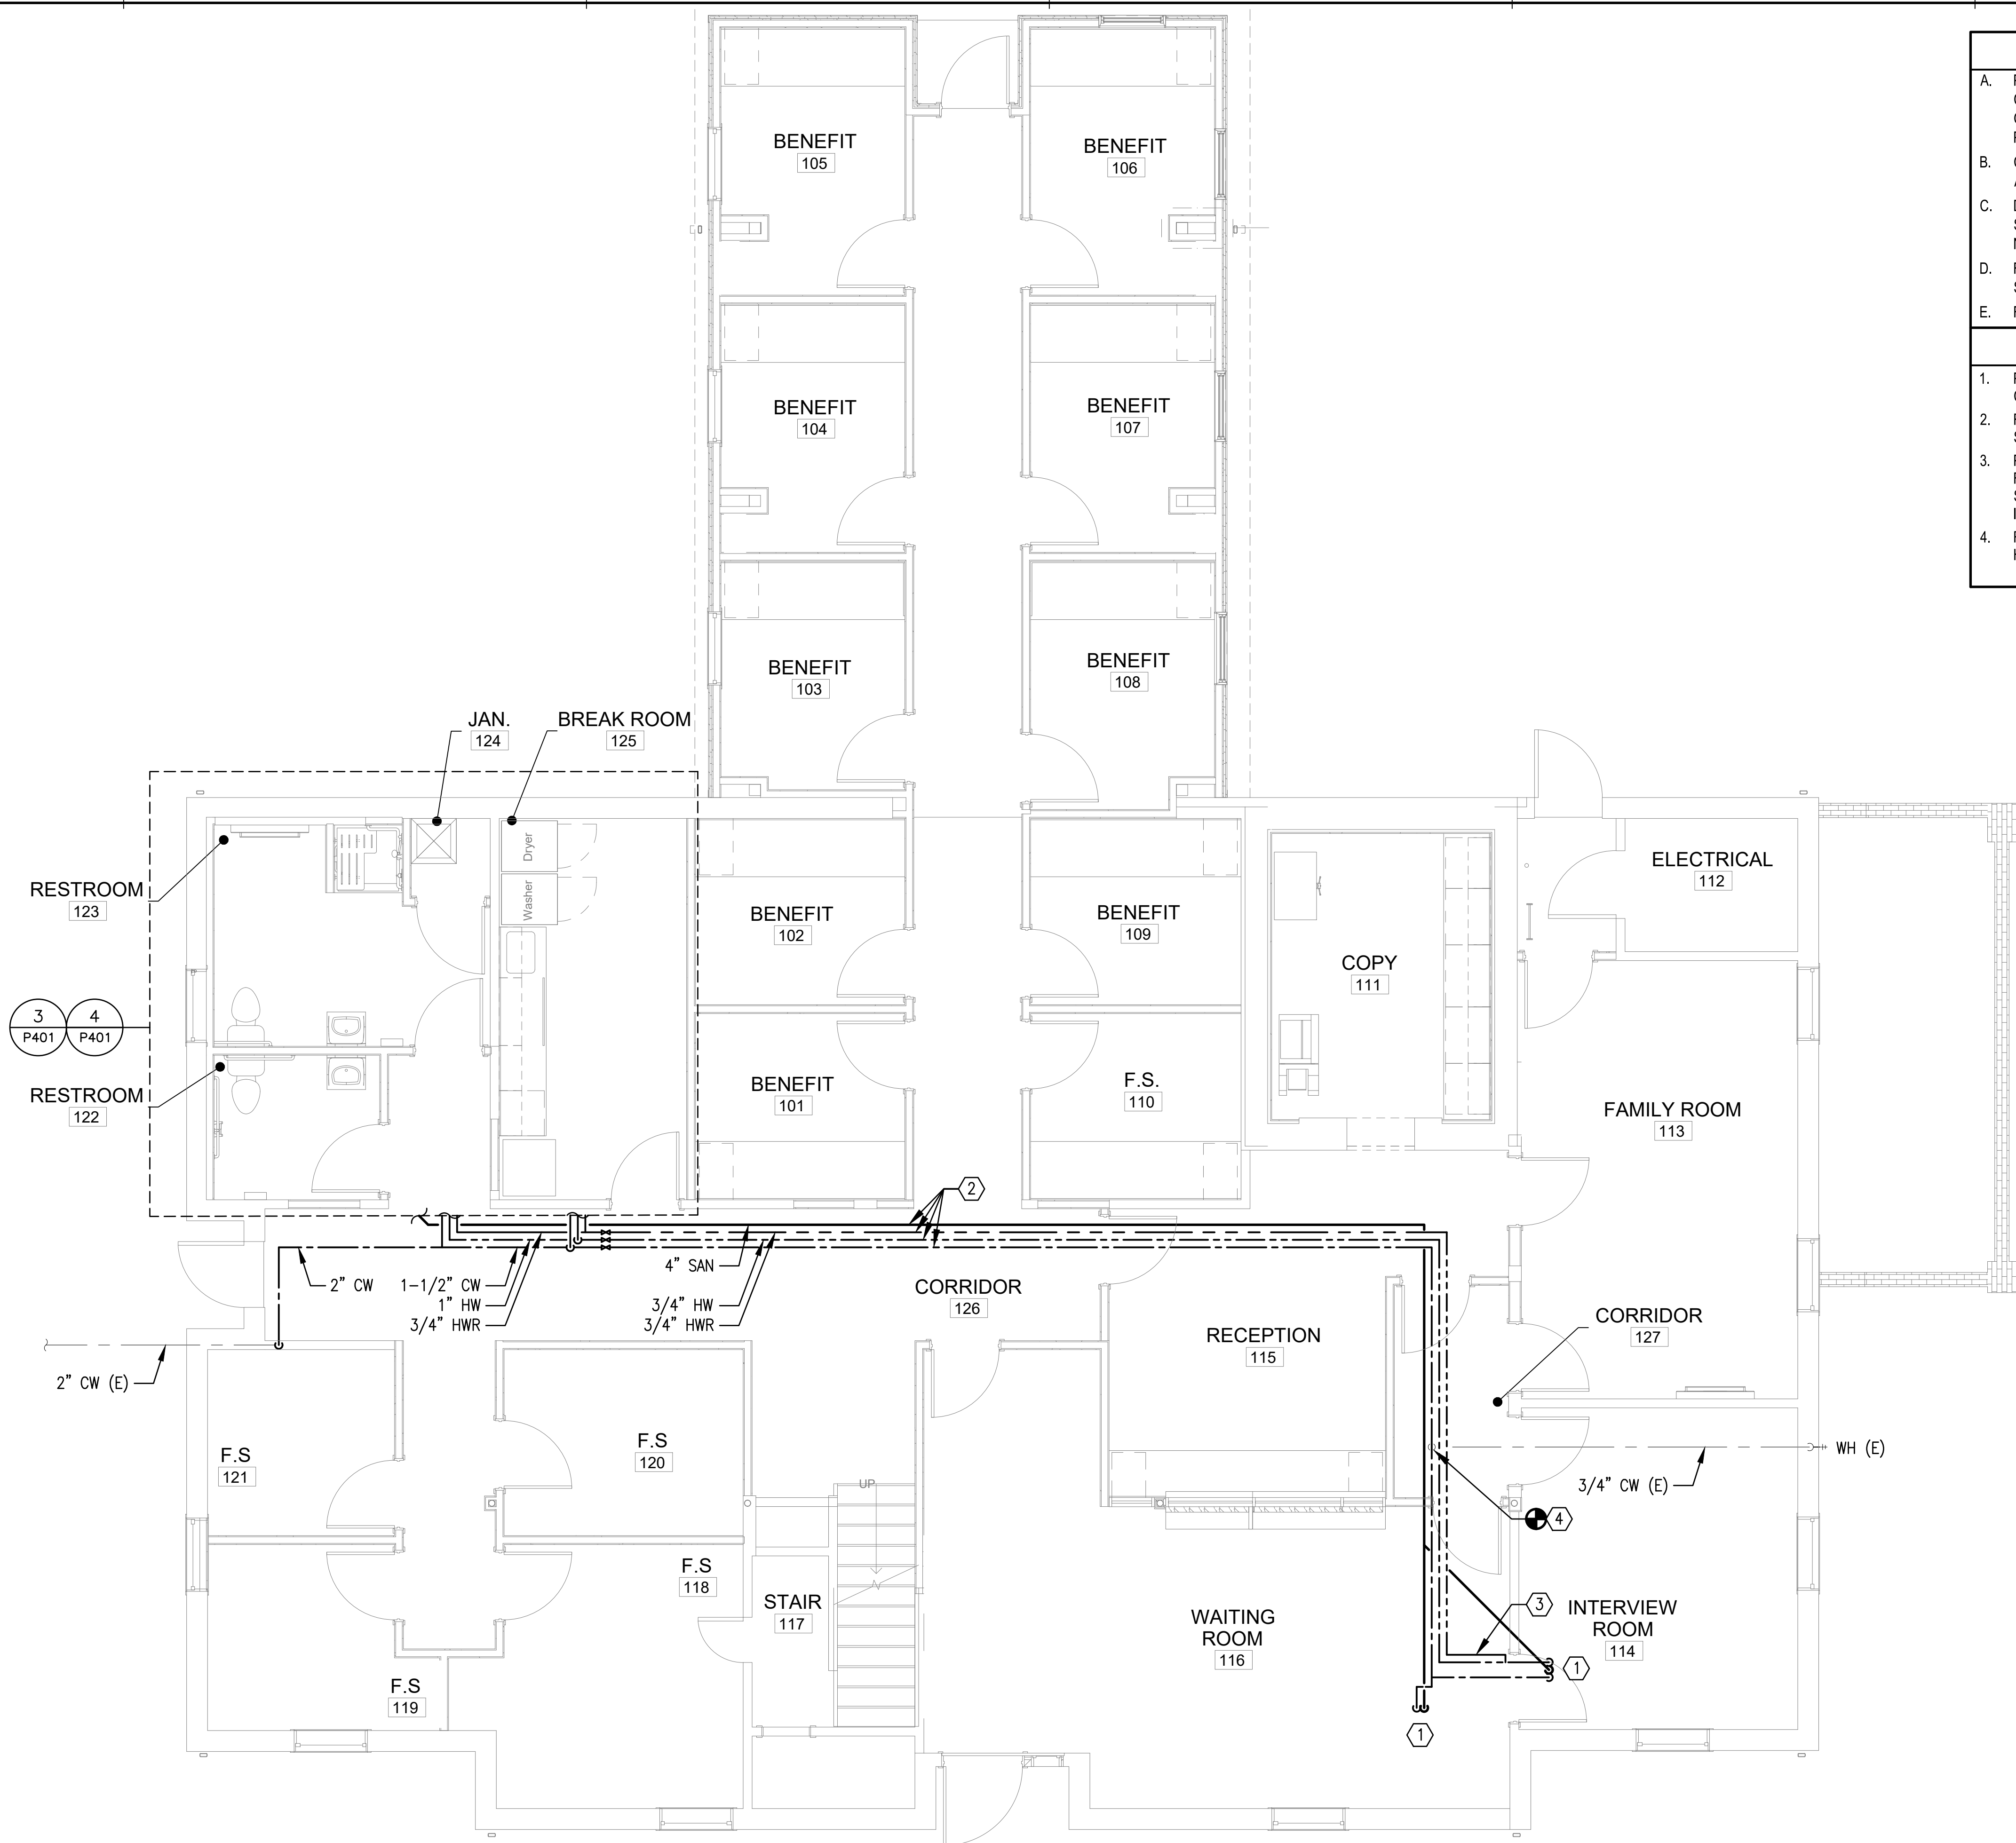 BENEFIT
105
BENEFIT
106
BENEFIT
104
BENEFIT
107
BENEFIT
103
BENEFIT
108
JAN.
124
BREAK ROOM
125
Dryer
Washer
RESTROOM
123
BENEFIT
102
BENEFIT
109
COPY
111
ELECTRICAL
112
3
P401
4
P401
RESTROOM
122
BENEFIT
101
F.S.
110
FAMILY ROOM
113
2
2" CW
1-1/2" CW
1" HW
3/4" HWR
4" SAN
3/4" HW
3/4" HWR
CORRIDOR
126
RECEPTION
115
CORRIDOR
127
2" CW (E)
F.S
121
F.S
120
UP
WH (E)
3/4" CW (E)
4
F.S
118
STAIR
117
WAITING
ROOM
116
3
INTERVIEW
ROOM
114
1
F.S
119
1
A.
B.
C.
D.
E.
1.
2.
3.
4.